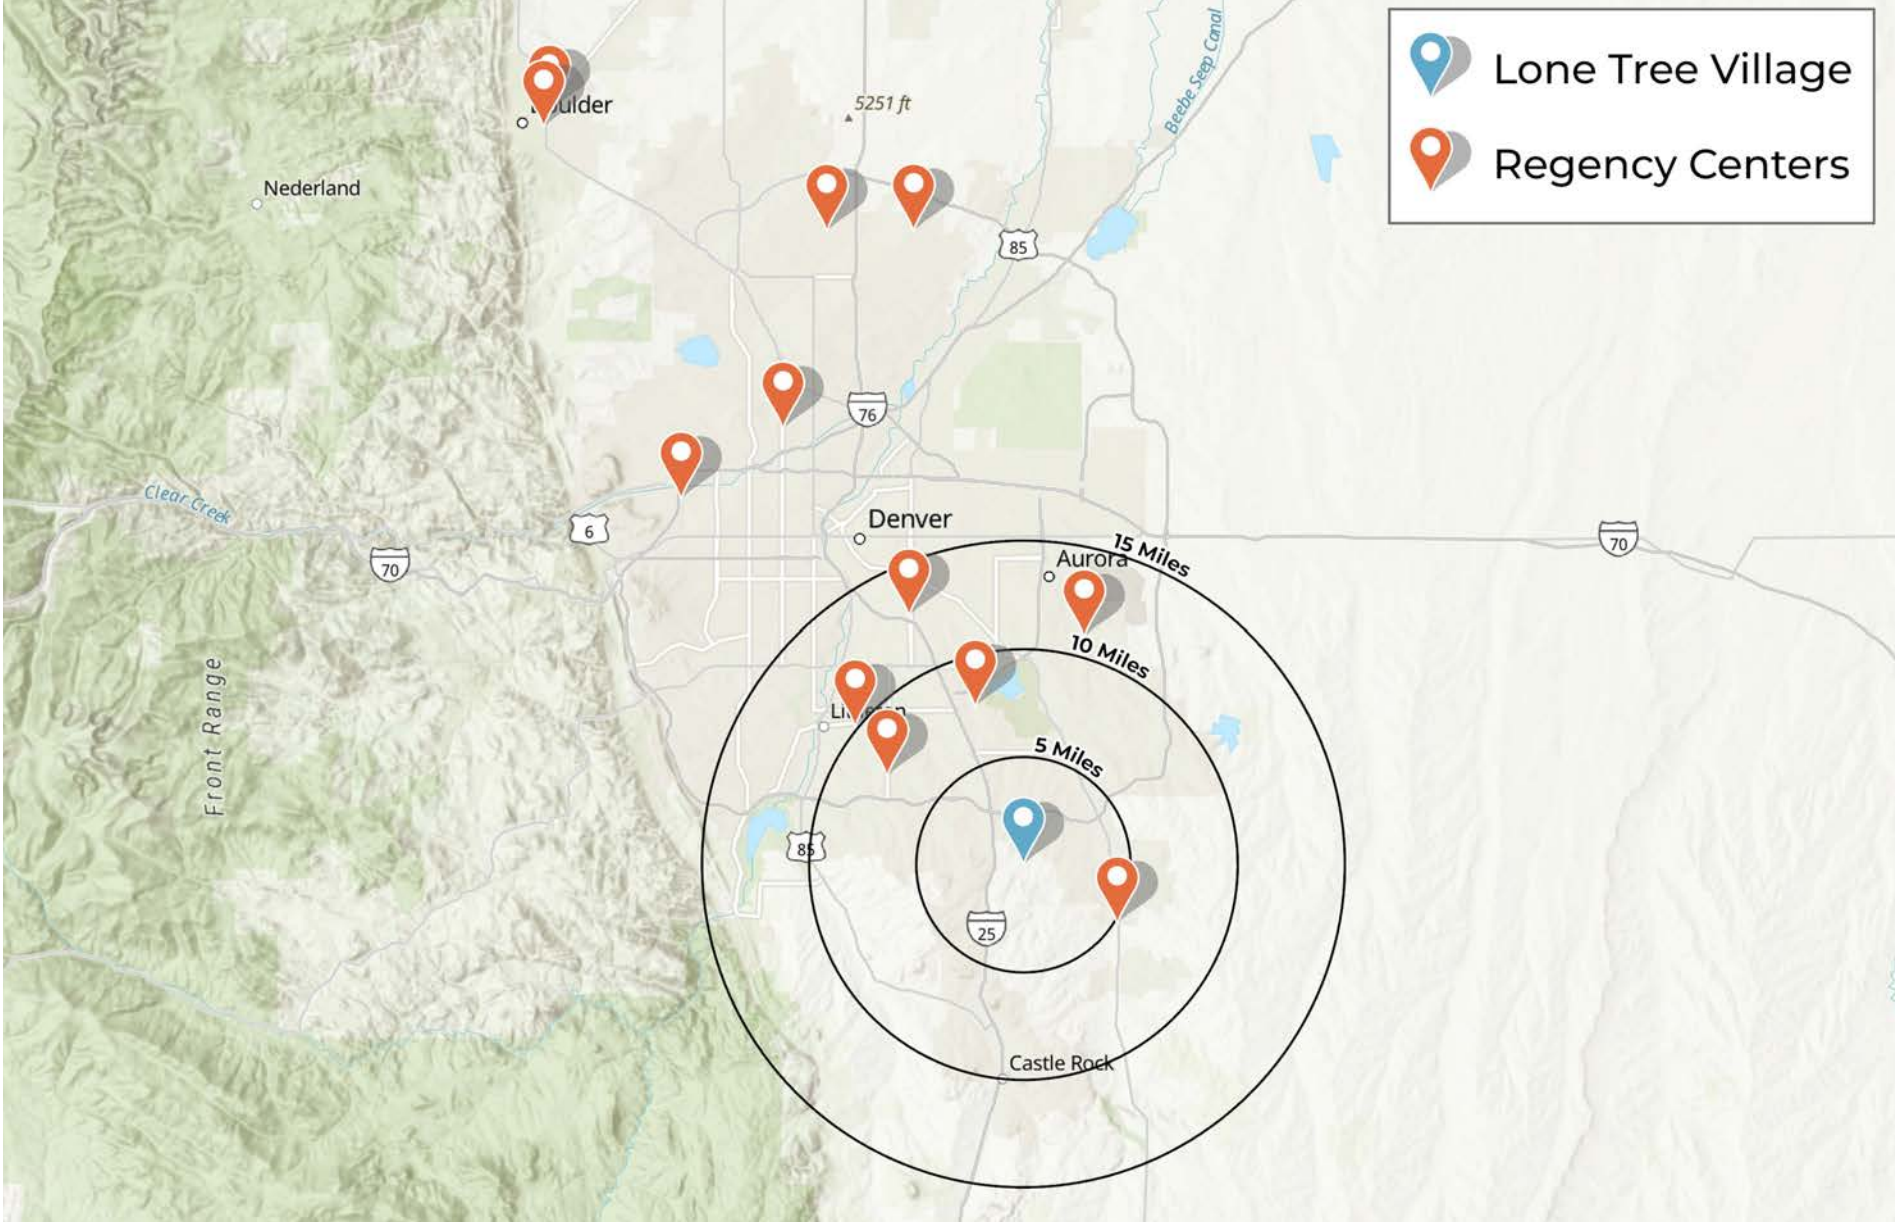 Lone Tree Village
Regency Centers
Beebe Seep Canal
5251 ft
Nederland
85
76
Clear Creek
6
70
70
Denver
15 Miles
Aurora
10 Miles
Front Range
5 Miles
85
25
Castle Rock